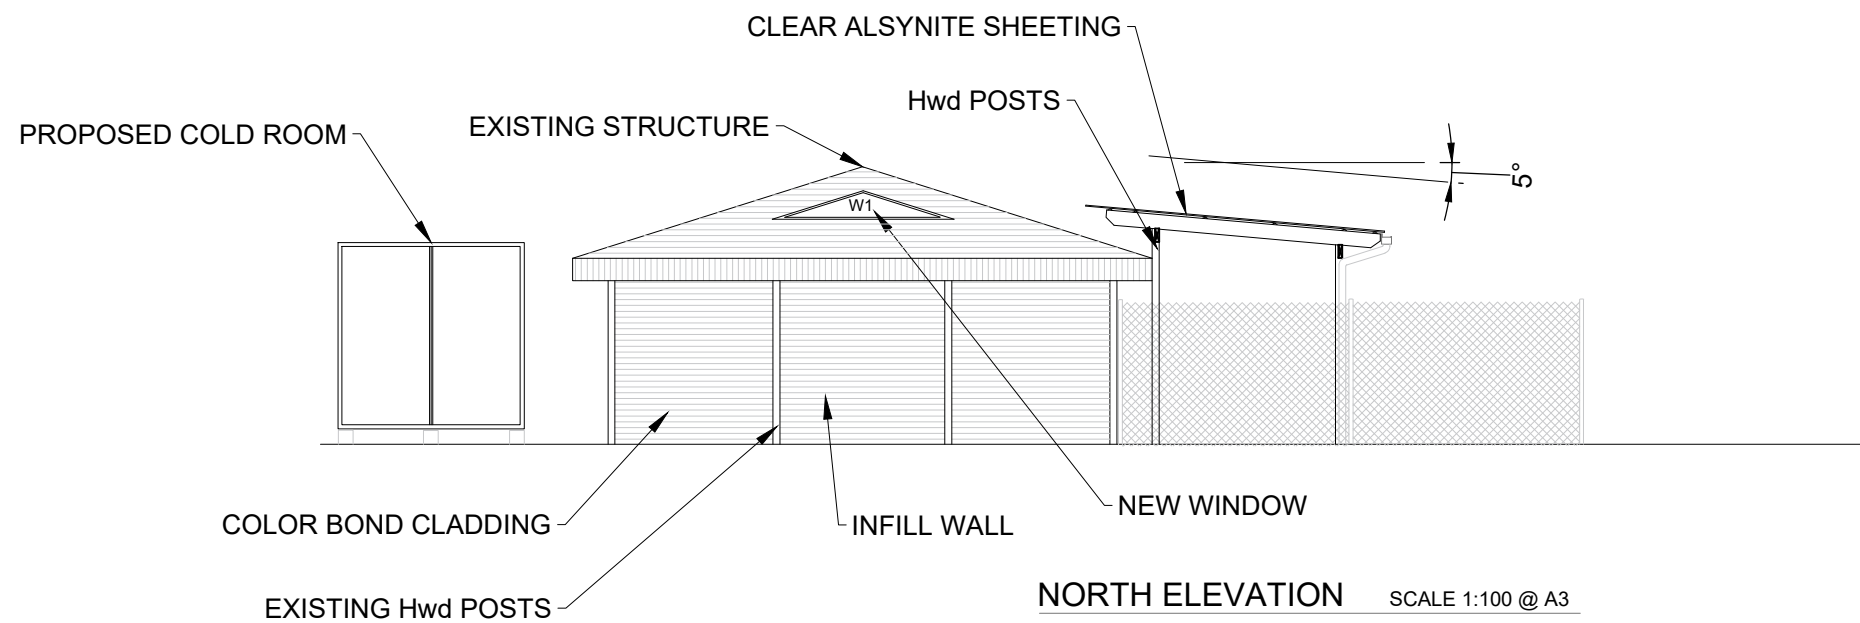 CLEAR ALSYNITE SHEETING
Hwd POSTS
EXISTING STRUCTURE
PROPOSED COLD ROOM
5°
W1
NEW WINDOW
COLOR BOND CLADDING
INFILL WALL
EXISTING Hwd POSTS
NORTH ELEVATION SCALE 1:100 @ A3